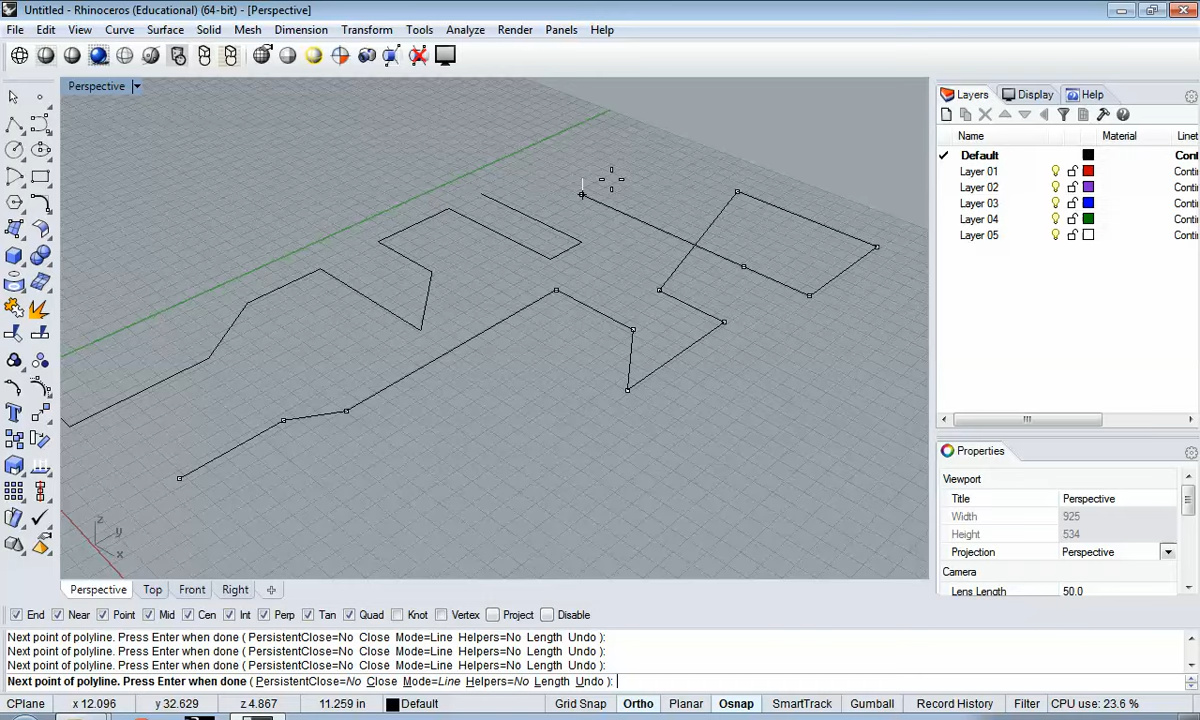 Untitled - Rhinoceros (Educational) (64-bit) - [Perspective]
File Edit View Curve Surface Solid Mesh Dimension Transform Tools Analyze Render Panels Help
Perspective
Layers Display Help
Name Material Linet
Default Cont
Layer 01 Conti
Layer 02 Conti
Layer 03 Conti
Layer 04 Conti
Layer 05 Conti
Properties
Viewport
Title Perspective
Width 925
Height 534
Projection Perspective
Camera
Lens Length 50.0
z
y
x
Perspective Top Front Right
End Near Point Mid Cen Int Perp Tan Quad Knot Vertex Project Disable
Next point of polyline. Press Enter when done ( PersistentClose=No Close Mode=Line Helpers=No Length Undo ):
Next point of polyline. Press Enter when done ( PersistentClose=No Close Mode=Line Helpers=No Length Undo ):
Next point of polyline. Press Enter when done ( PersistentClose=No Close Mode=Line Helpers=No Length Undo ):
Next point of polyline. Press Enter when done ( PersistentClose=No Close Mode=Line Helpers=No Length Undo ):
CPlane x 12.096 y 32.629 z 4.867 11.259 in Default Grid Snap Ortho Planar Osnap SmartTrack Gumball Record History Filter CPU use: 23.6 %